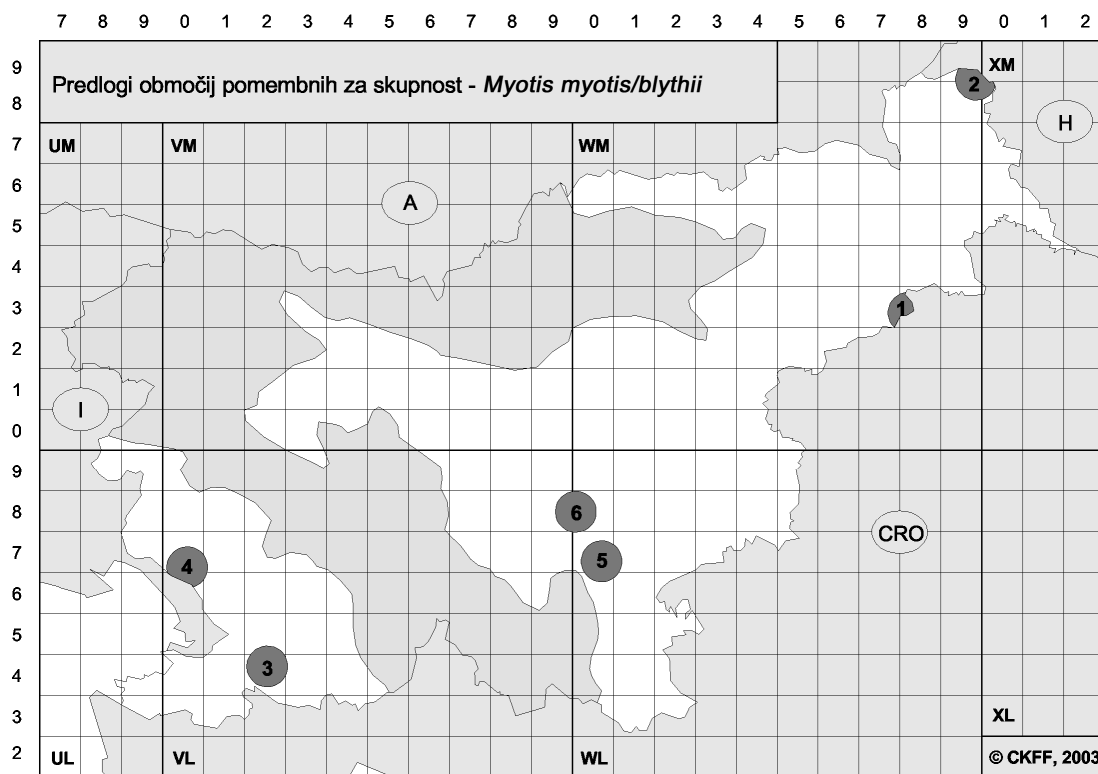 7 8 9 0 1 2 3 4 5 6 7 8 9 0 1 2 3 4 5 6 7 8 9 0 1 2
Predlogi območij pomembnih za skupnost - Myotis myotis/blythii
9
XM
2
8
H
7
UM
VM
WM
6
A
5
4
3
1
2
1
I
0
9
8
6
CRO
7
4
5
6
5
4
3
3
XL
2
UL
VL
WL
© CKFF, 2003